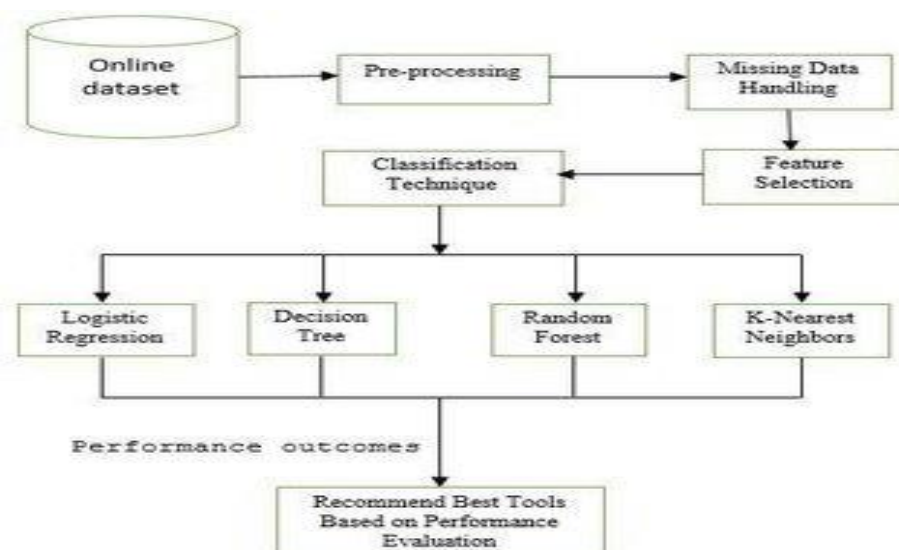 Online
dataset
Pre-processing
Missing Data
Handling
Classification
Technique
Feature
Selection
Logistic
Regression
Decision
Tree
Random
Forest
K-Nearest
Neighbors
Performance outcomes
Recommend Best Tools
Based on Performance
Evaluation